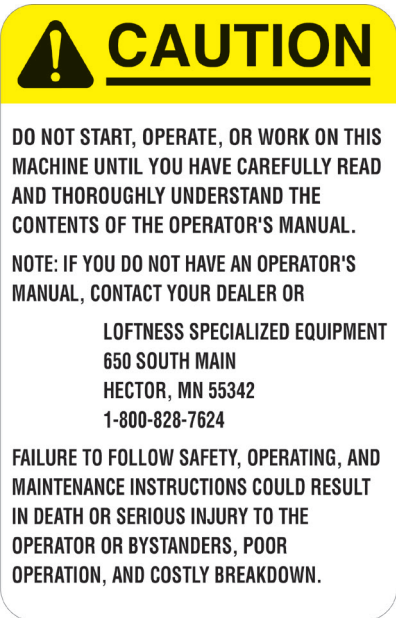 CAUTION
DO NOT START, OPERATE, OR WORK ON THIS
MACHINE UNTIL YOU HAVE CAREFULLY READ
AND THOROUGHLY UNDERSTAND THE
CONTENTS OF THE OPERATOR'S MANUAL.
NOTE: IF YOU DO NOT HAVE AN OPERATOR'S
MANUAL, CONTACT YOUR DEALER OR
LOFTNESS SPECIALIZED EQUIPMENT
650 SOUTH MAIN
HECTOR, MN 55342
1-800-828-7624
FAILURE TO FOLLOW SAFETY, OPERATING, AND
MAINTENANCE INSTRUCTIONS COULD RESULT
IN DEATH OR SERIOUS INJURY TO THE
OPERATOR OR BYSTANDERS, POOR
OPERATION, AND COSTLY BREAKDOWN.